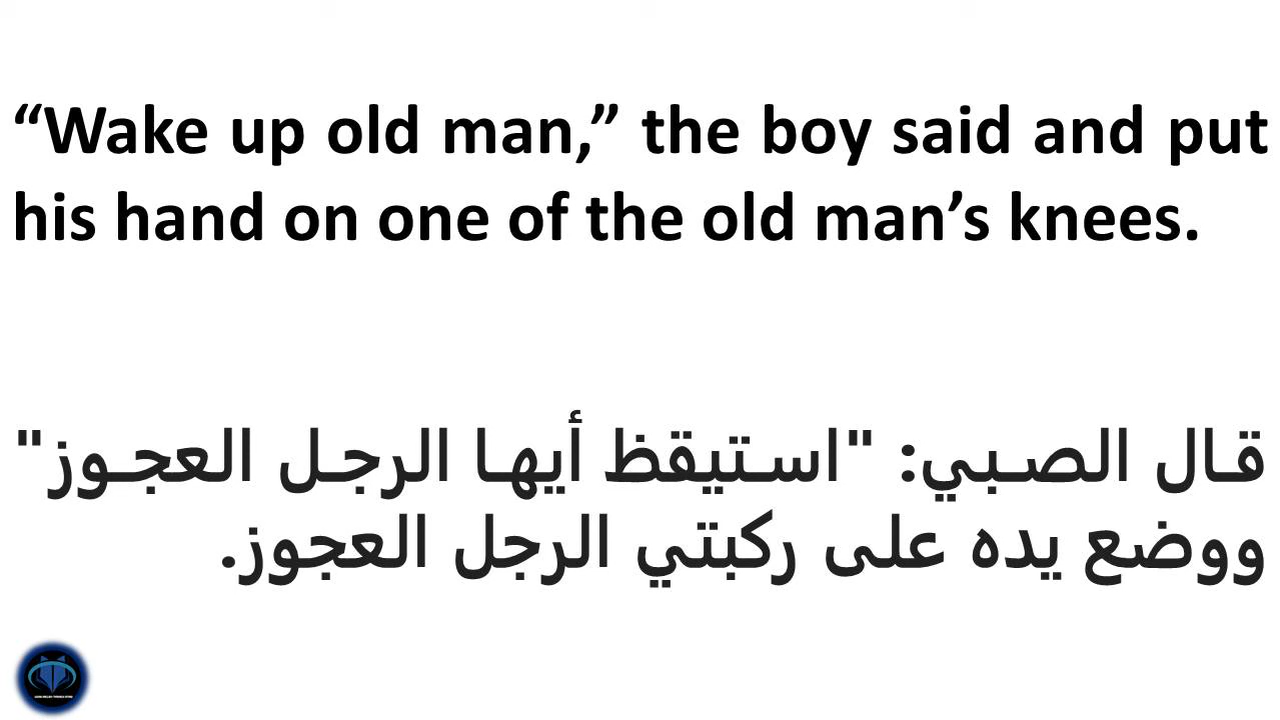 “Wake up old man,” the boy said and put
his hand on one of the old man’s knees.
قال الصبي: "استيقظ أيها الرجل العجوز"
ووضع يده على ركبتي الرجل العجوز.